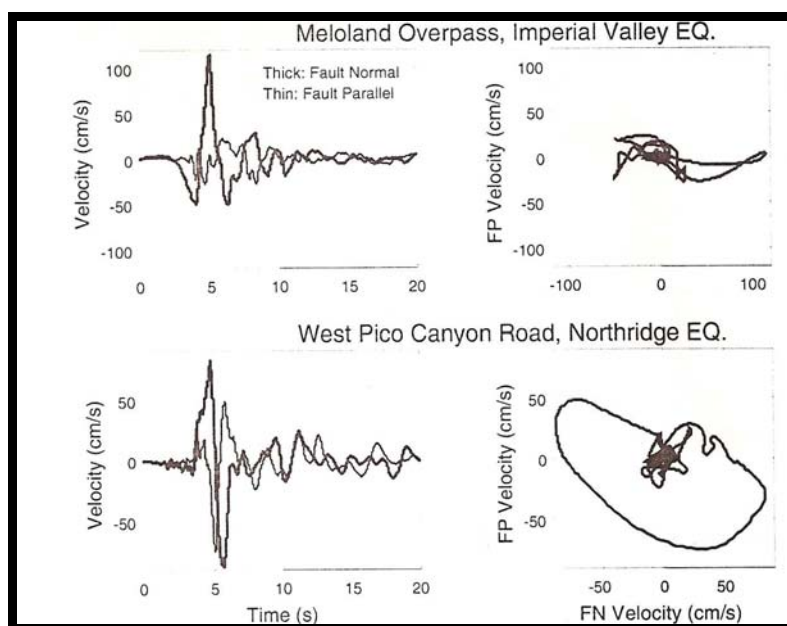 Meloland Overpass, Imperial Valley EQ.
Thick: Fault Normal
Thin: Fault Parallel
Velocity (cm/s)
100
50
0
-50
-100
0 5 10 15 20
FP Velocity (cm/s)
100
50
0
-50
-100
-100 0 100
West Pico Canyon Road, Northridge EQ.
Velocity (cm/s)
50
0
-50
0 5 10 15 20
Time (s)
FP Velocity (cm/s)
50
0
-50
-50 0 50
FN Velocity (cm/s)